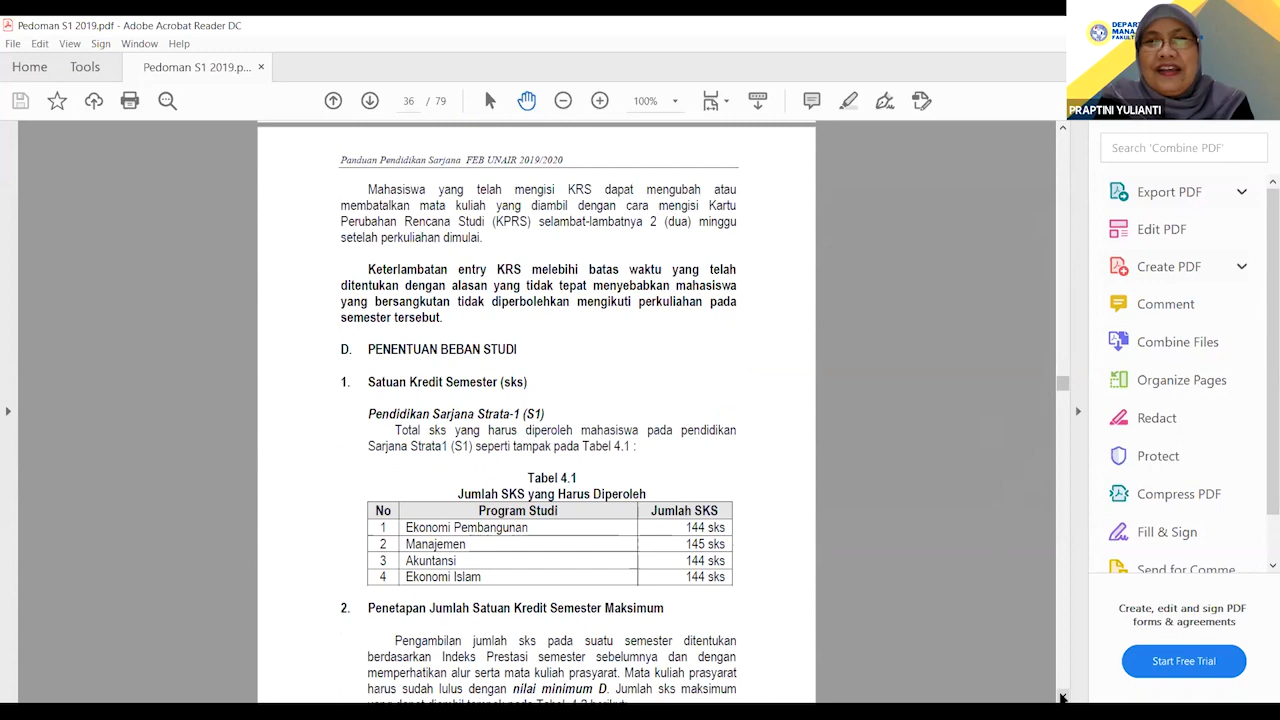 Pedoman S1 2019.pdf - Adobe Acrobat Reader DC
File Edit View Sign Window Help
Home Tools Pedoman S1 2019.p... ×
36 / 79 100%
DEPAR
MANA
FAKUL
PRAPTINI YULIANTI
Panduan Pendidikan Sarjana FEB UNAIR 2019/2020
Mahasiswa yang telah mengisi KRS dapat mengubah atau
membatalkan mata kuliah yang diambil dengan cara mengisi Kartu
Perubahan Rencana Studi (KPRS) selambat-lambatnya 2 (dua) minggu
setelah perkuliahan dimulai.
Keterlambatan entry KRS melebihi batas waktu yang telah
ditentukan dengan alasan yang tidak tepat menyebabkan mahasiswa
yang bersangkutan tidak diperbolehkan mengikuti perkuliahan pada
semester tersebut.
D. PENENTUAN BEBAN STUDI
1. Satuan Kredit Semester (sks)
Pendidikan Sarjana Strata-1 (S1)
Total sks yang harus diperoleh mahasiswa pada pendidikan
Sarjana Strata1 (S1) seperti tampak pada Tabel 4.1 :
Tabel 4.1
Jumlah SKS yang Harus Diperoleh
No Program Studi Jumlah SKS
1 Ekonomi Pembangunan 144 sks
2 Manajemen 145 sks
3 Akuntansi 144 sks
4 Ekonomi Islam 144 sks
2. Penetapan Jumlah Satuan Kredit Semester Maksimum
Pengambilan jumlah sks pada suatu semester ditentukan
berdasarkan Indeks Prestasi semester sebelumnya dan dengan
memperhatikan alur serta mata kuliah prasyarat. Mata kuliah prasyarat
harus sudah lulus dengan nilai minimum D. Jumlah sks maksimum
Search 'Combine PDF'
Export PDF
Edit PDF
Create PDF
Comment
Combine Files
Organize Pages
Redact
Protect
Compress PDF
Fill & Sign
Send for Comme
Create, edit and sign PDF
forms & agreements
Start Free Trial